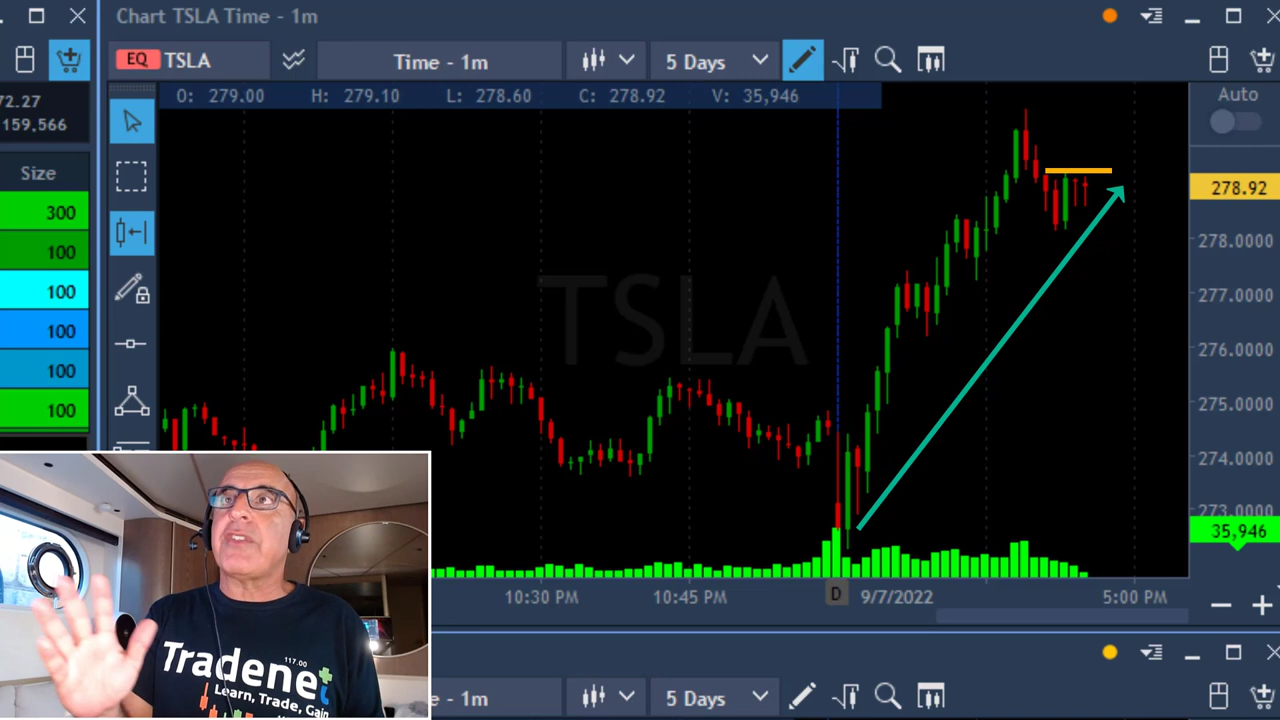 Chart TSLA Time - 1m
EQ TSLA
Time - 1m
5 Days
72.27
159,566
O: 279.00 H: 279.10 L: 278.60 C: 278.92 V: 35,946
Auto
Size
300
100
100
100
100
100
TSLA
278.92
278.0000
277.0000
276.0000
275.0000
274.0000
273.0000
35,946
10:30 PM
10:45 PM
D
9/7/2022
5:00 PM
117.00
Tradenet
Learn, Trade, Gain
e - 1m
5 Days